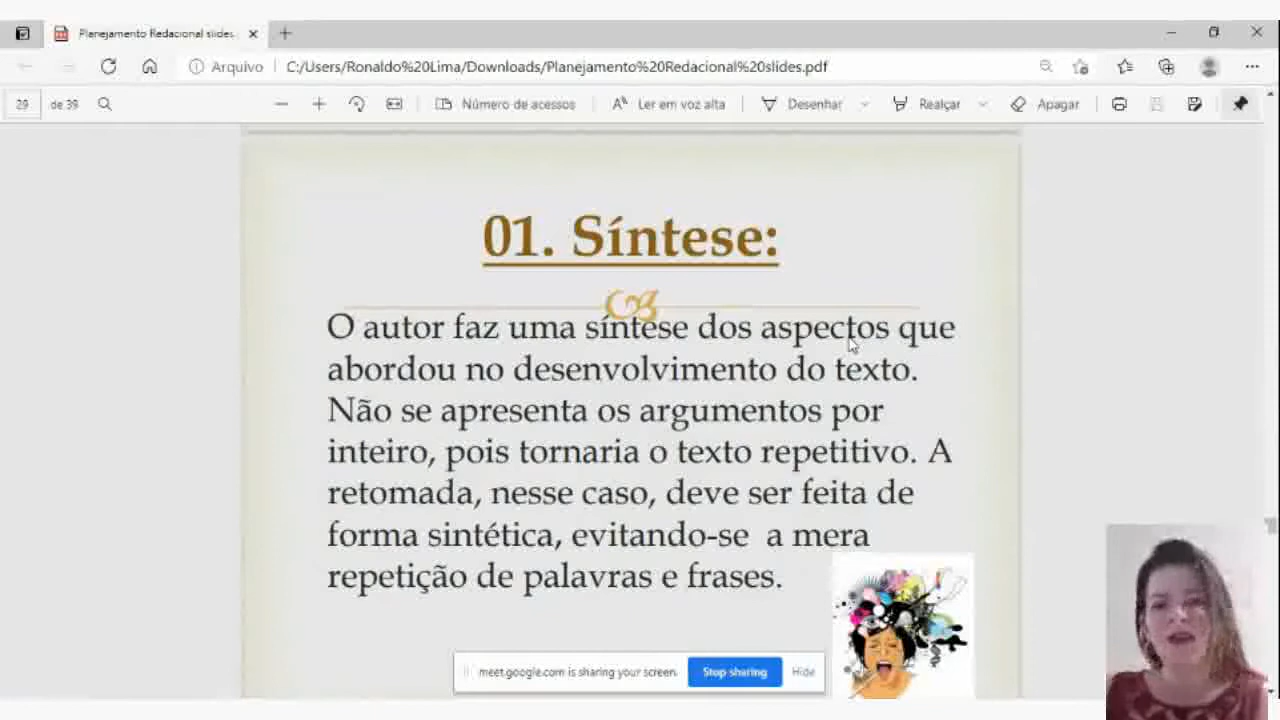 Planejamento Redacional slides.
Arquivo
C:/Users/Ronaldo%20Lima/Downloads/Planejamento%20Redacional%20slides.pdf
29 de 39
Número de acessos
Ler em voz alta
Desenhar
Realçar
Apagar
01. Síntese:
O autor faz uma síntese dos aspectos que
abordou no desenvolvimento do texto.
Não se apresenta os argumentos por
inteiro, pois tornaria o texto repetitivo. A
retomada, nesse caso, deve ser feita de
forma sintética, evitando-se a mera
repetição de palavras e frases.
meet.google.com is sharing your screen.
Stop sharing
Hide